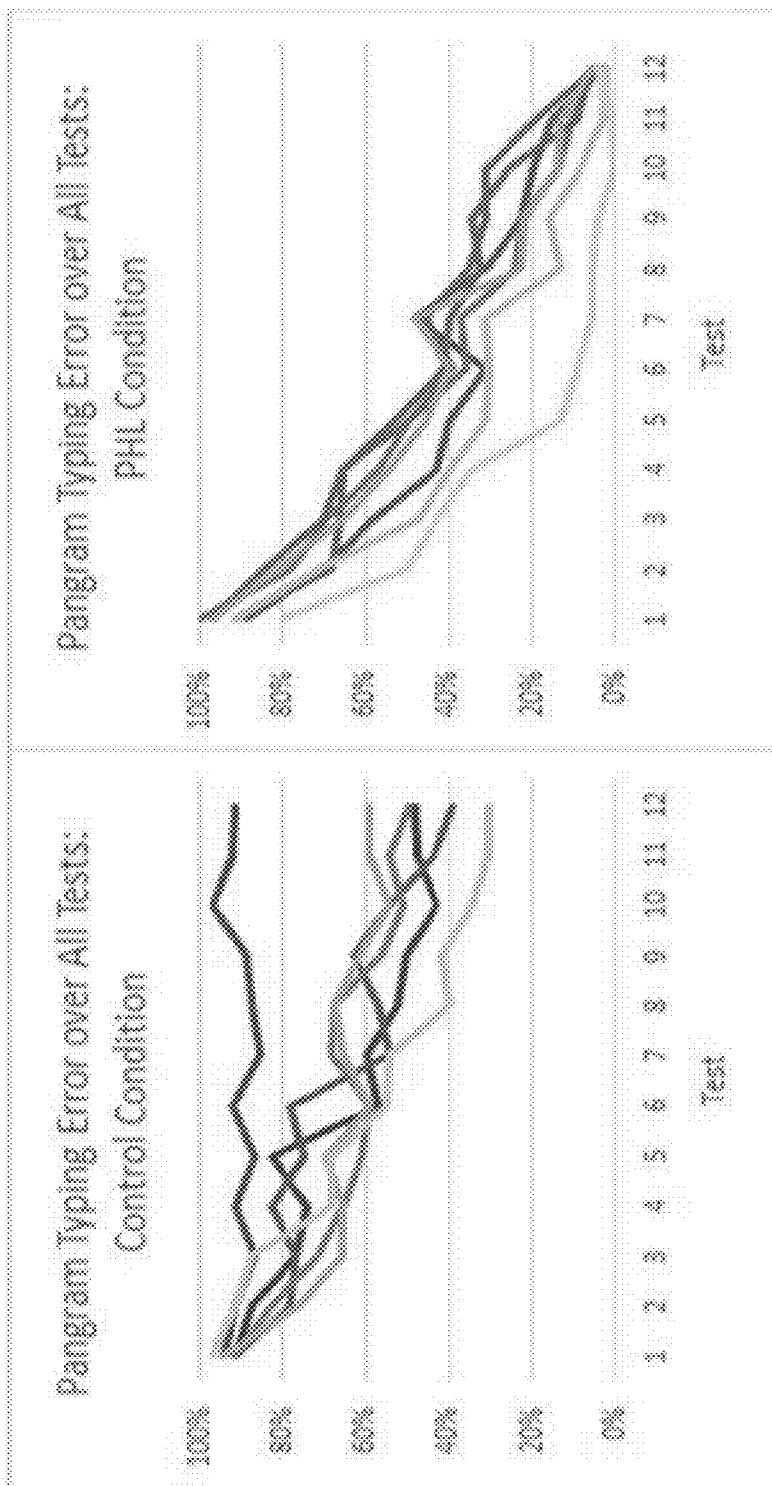 Pangram Typing Error over All Tests:
Control Condition
100%
80%
60%
40%
20%
0%
1 2 3 4 5 6 7 8 9 10 11 12
Test
Pangram Typing Error over All Tests:
PHL Condition
100%
80%
60%
40%
20%
0%
1 2 3 4 5 6 7 8 9 10 11 12
Test